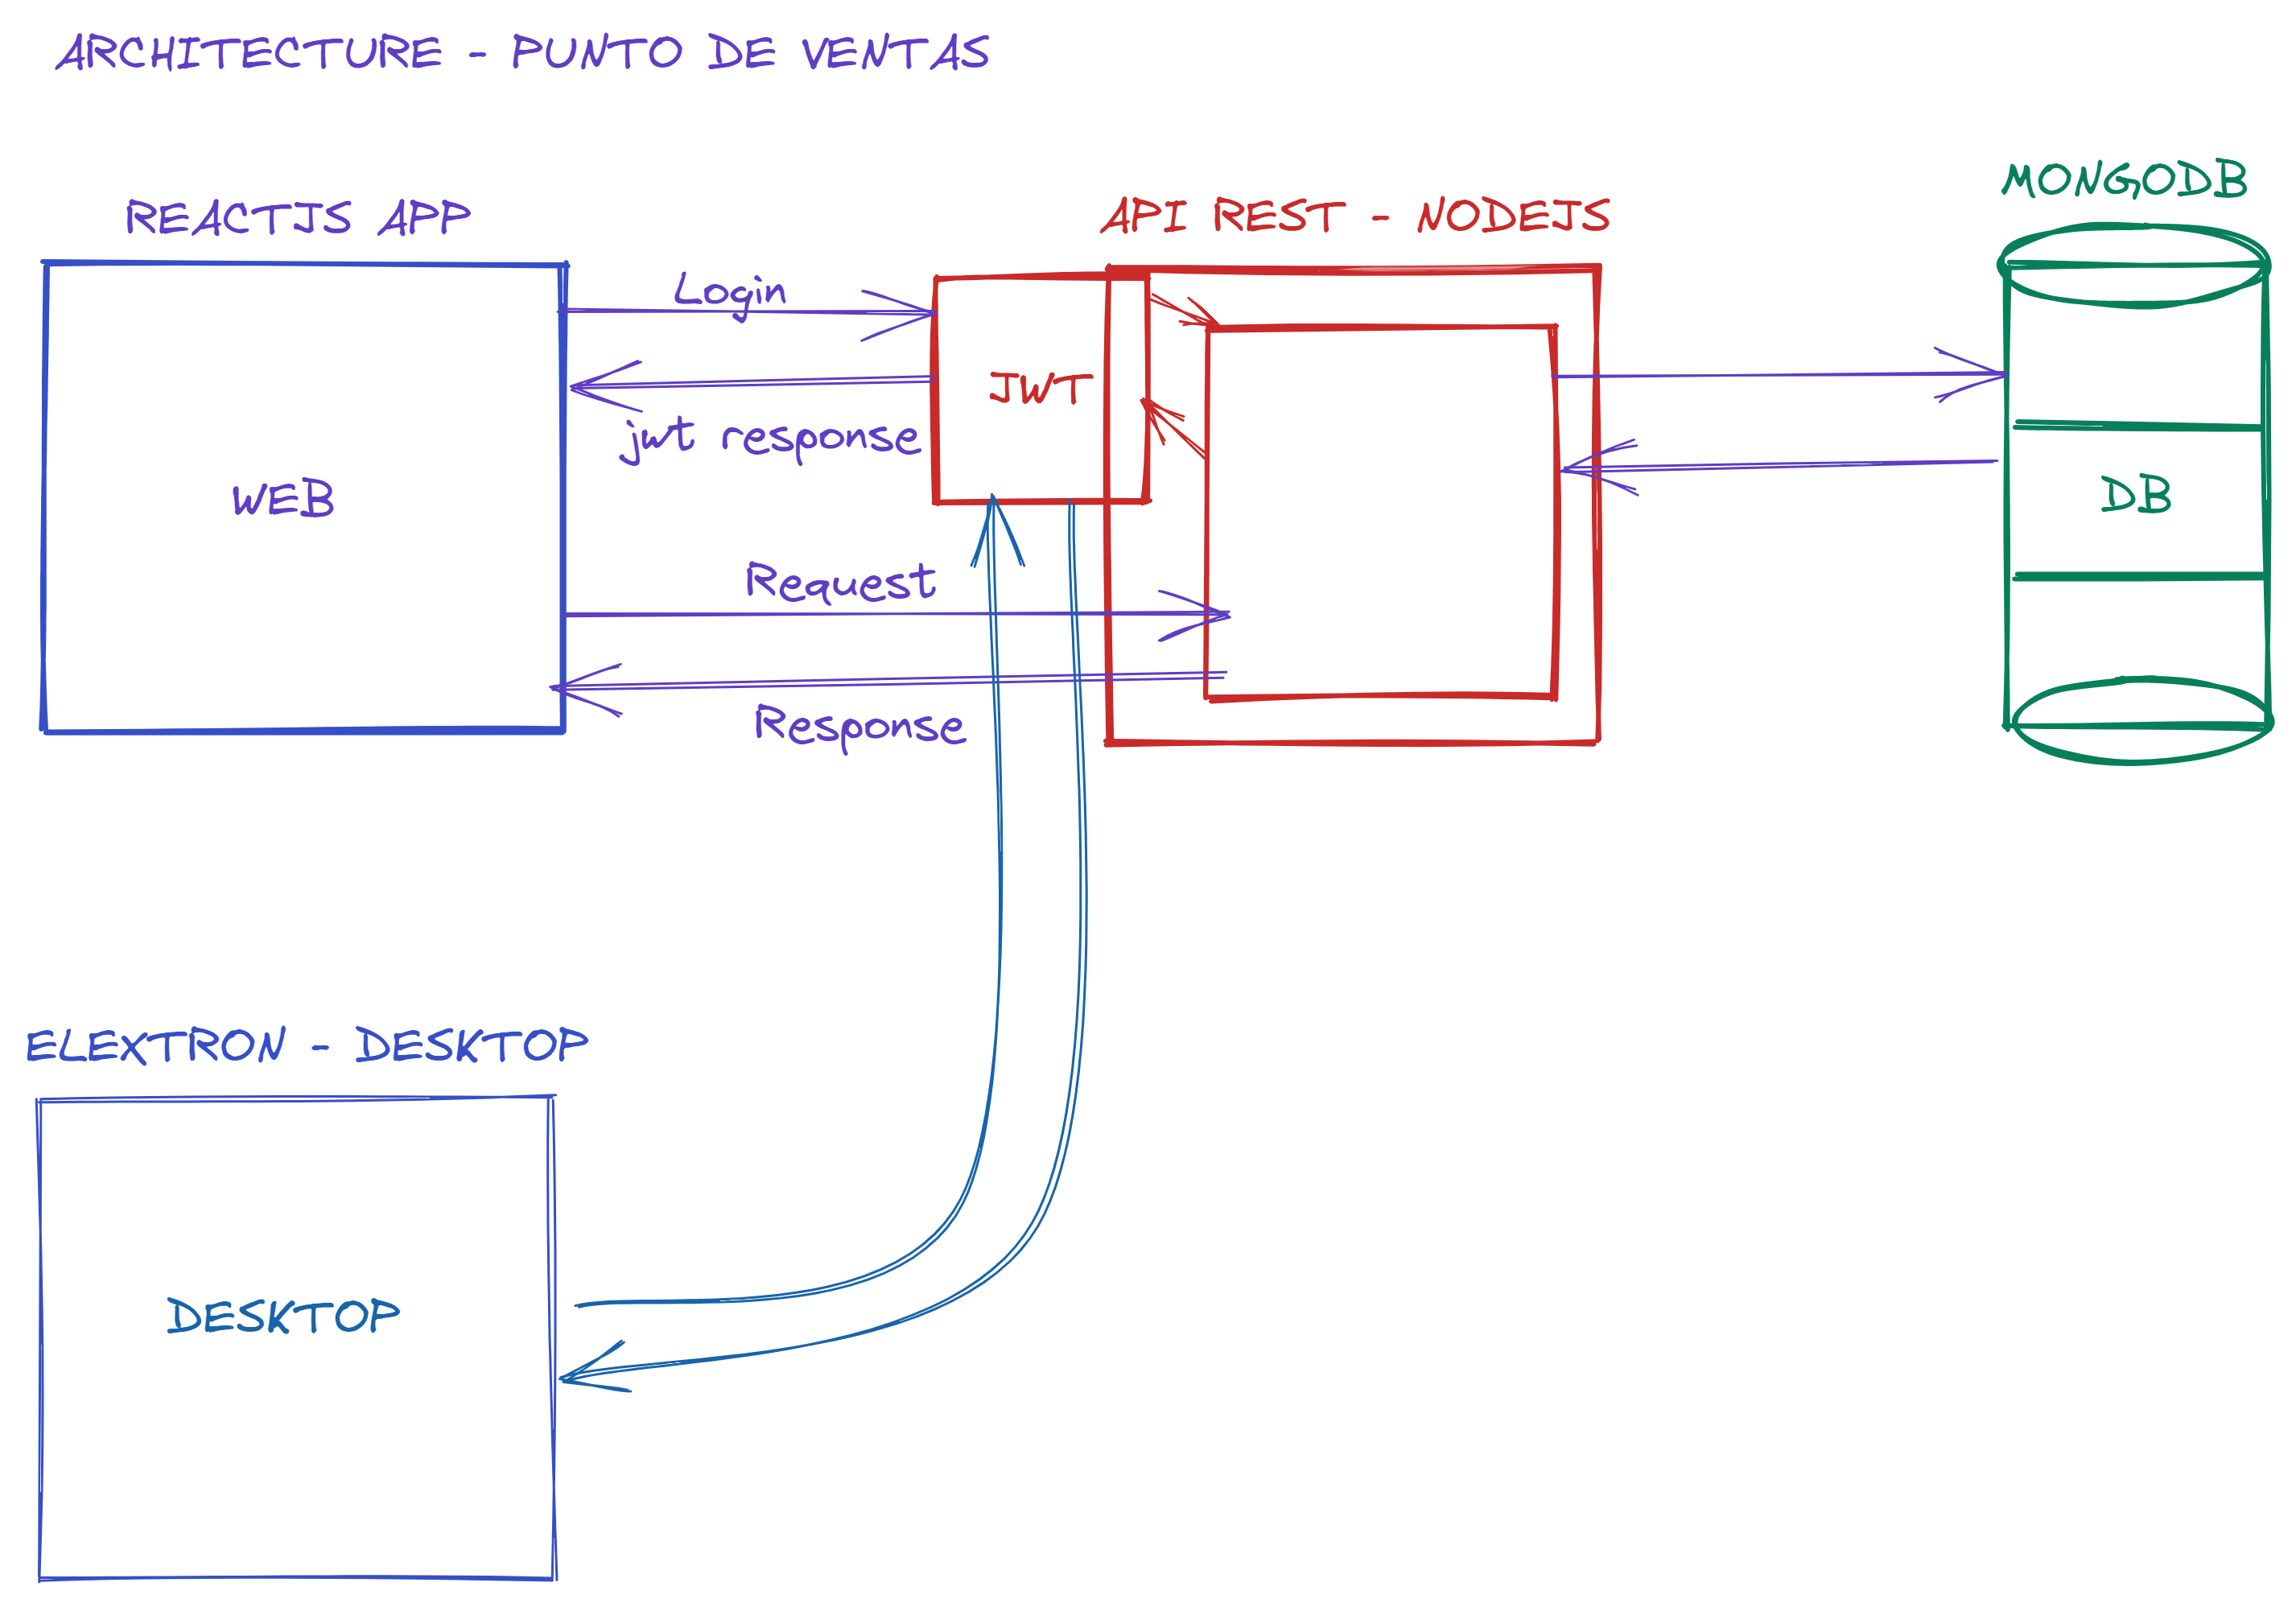 ARCHITECTURE - PUNTO DE VENTAS
REACTJS APP
API REST - NODEJS
MONGODB
Login
JWT
jwt response
WEB
DB
Request
Response
ELEXTRON - DESKTOP
DESKTOP